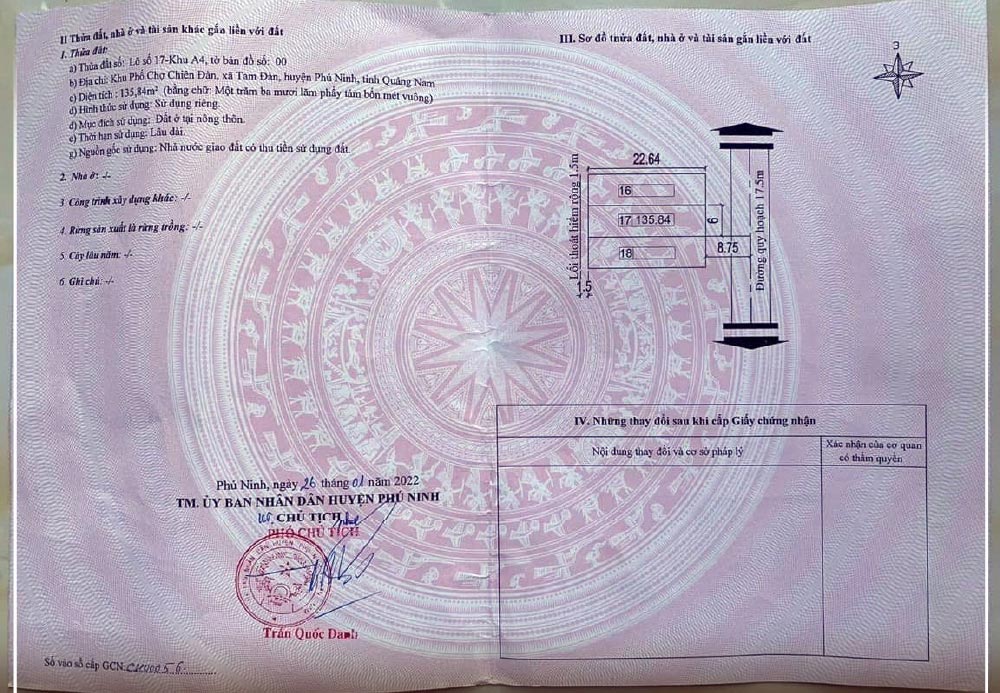 II Thửa đất, nhà ở và tài sản khác gắn liền với đất
1. Thửa đất:
a) Thửa đất số: Lô số 17-Khu A4, tờ bản đồ số: 00
b) Địa chỉ: Khu Phố Chợ Chiên Đàn, xã Tam Đàn, huyện Phú Ninh, tỉnh Quảng Nam
c) Diện tích : 135,84m² (bằng chữ: Một trăm ba mươi lăm phẩy tám bốn mét vuông)
d) Hình thức sử dụng: Sử dụng riêng.
đ) Mục đích sử dụng: Đất ở tại nông thôn.
e) Thời hạn sử dụng: Lâu dài.
g) Nguồn gốc sử dụng: Nhà nước giao đất có thu tiền sử dụng đất.
2. Nhà ở: -/-
3. Công trình xây dựng khác: -/-
4. Rừng sản xuất là rừng trồng: -/-
5. Cây lâu năm: -/-
6. Ghi chú: -/-
Phú Ninh, ngày 26 tháng 01 năm 2022
TM. ỦY BAN NHÂN DÂN HUYỆN PHÚ NINH
KT. CHỦ TỊCH
PHÓ CHỦ TỊCH
Trần Quốc Danh
Số vào sổ cấp GCN:
III. Sơ đồ thửa đất, nhà ở và tài sản gắn liền với đất
22.64
16
17 135.84
18
6
8.75
1.5
Lối thoát hiểm rộng 1.5m
Đường quy hoạch 17.5m
IV. Những thay đổi sau khi cấp Giấy chứng nhận
Nội dung thay đổi và cơ sở pháp lý
Xác nhận của cơ quan
có thẩm quyền